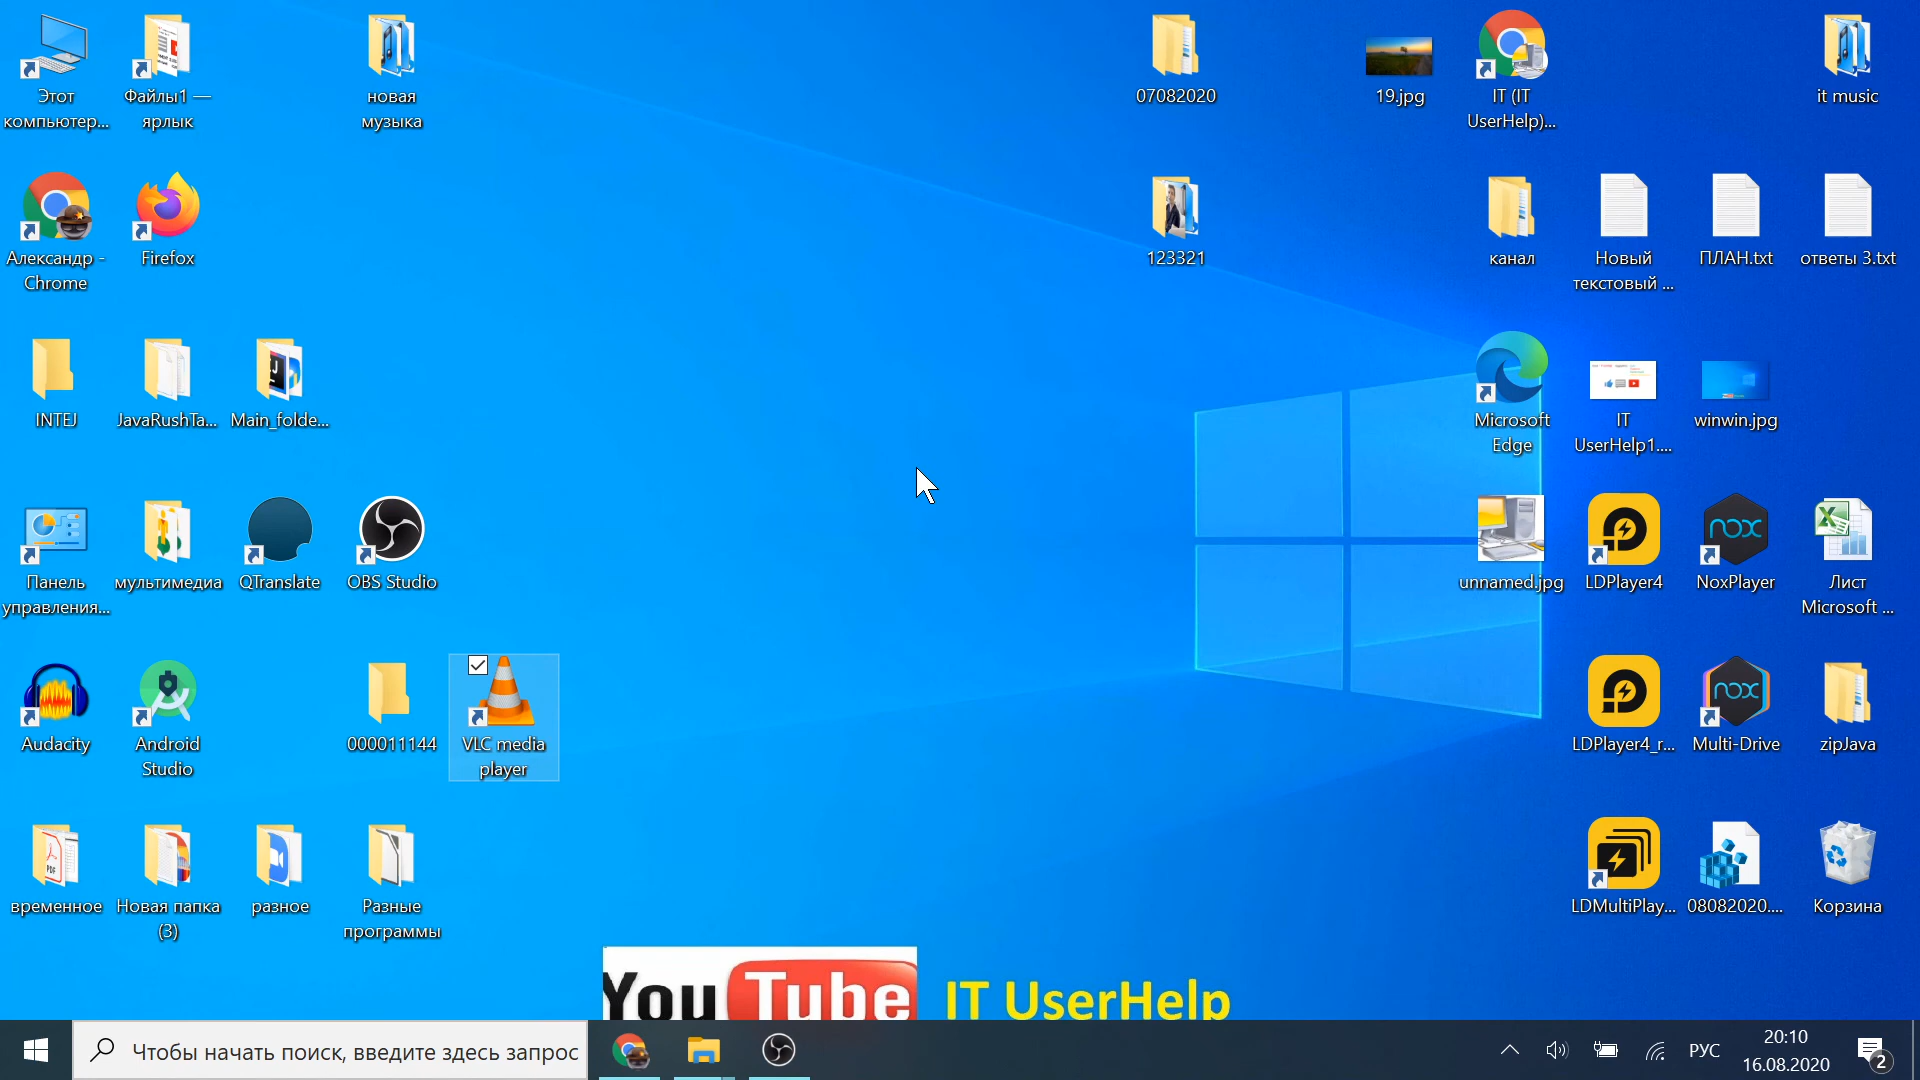 Этот
компьютер...
Файлы1 —
ярлык
новая
музыка
07082020
19.jpg
IT (IT
UserHelp)...
it music
Александр -
Chrome
Firefox
123321
канал
Новый
текстовый ...
ПЛАН.txt
ответы 3.txt
INTEJ
JavaRushTa...
Main_folde...
Microsoft
Edge
IT
UserHelp1....
winwin.jpg
Панель
управления...
мультимедиа
QTranslate
OBS Studio
unnamed.jpg
LDPlayer4
NoxPlayer
Лист
Microsoft ...
Audacity
Android
Studio
000011144
VLC media
player
LDPlayer4_r...
Multi-Drive
zipJava
временное
Новая папка
(3)
разное
Разные
программы
LDMultiPlay...
08082020....
Корзина
YouTube
IT UserHelp
Чтобы начать поиск, введите здесь запрос
РУС
20:10
16.08.2020
2